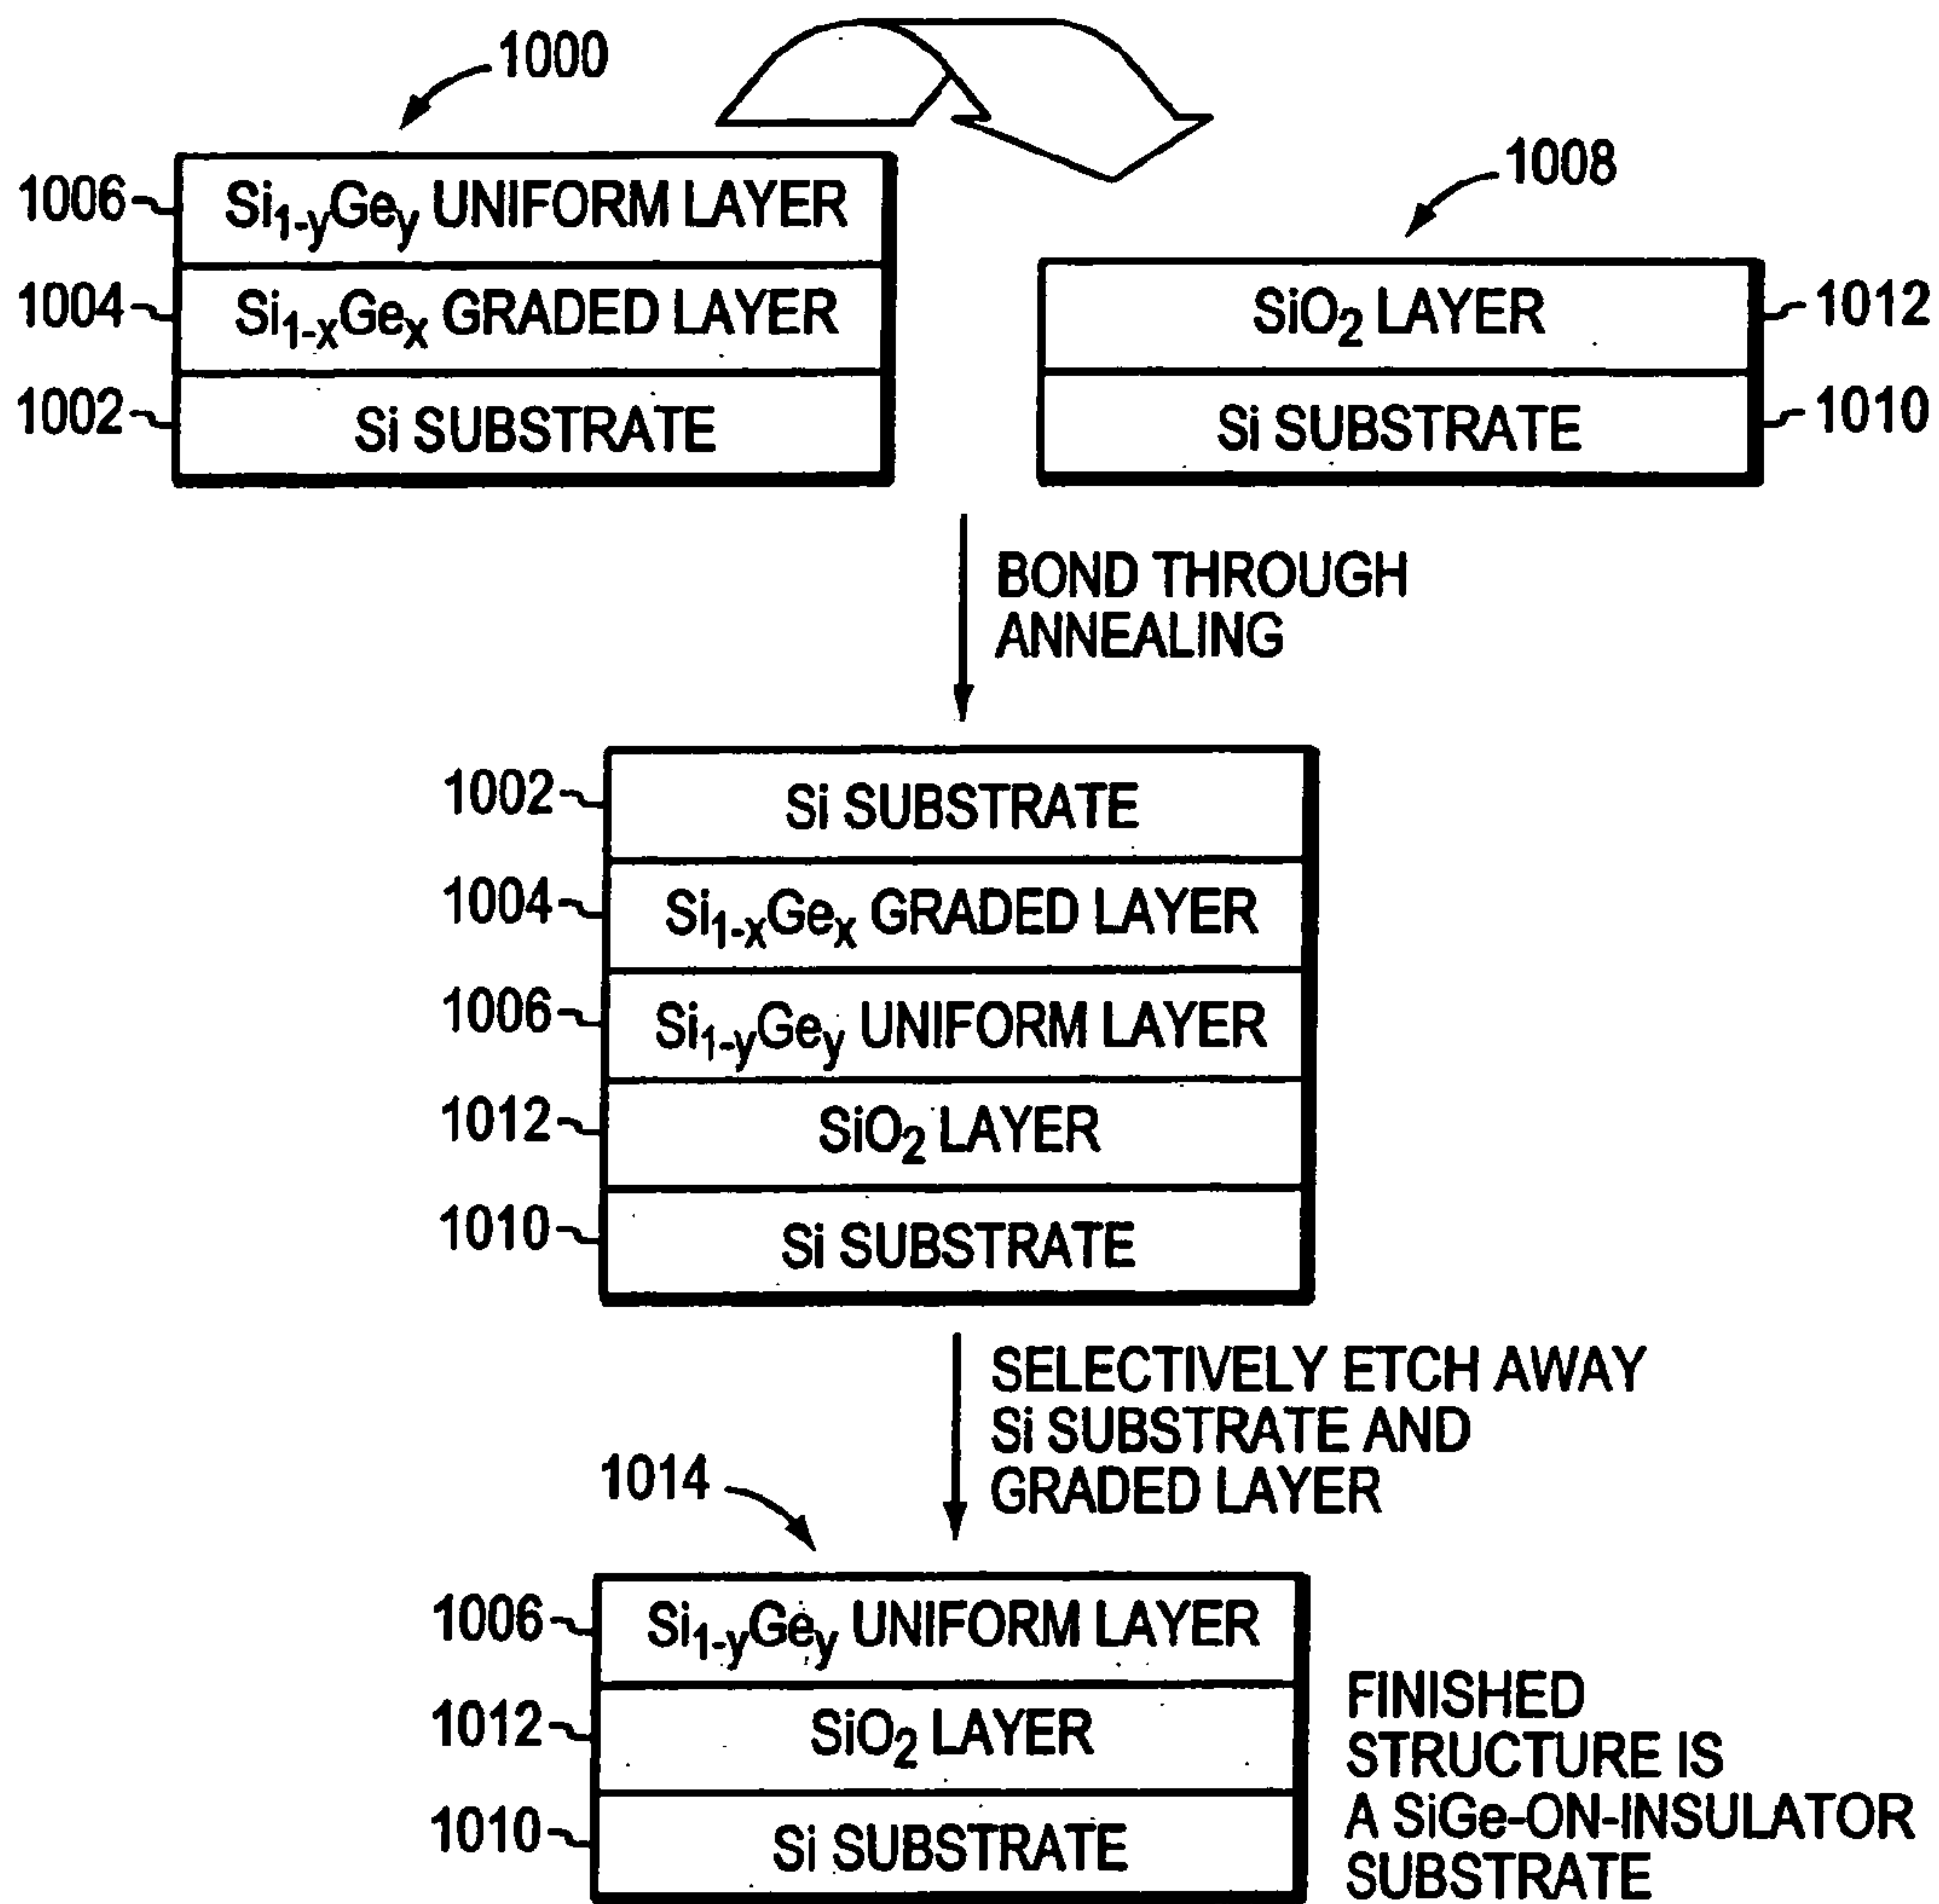 1000
1006 Si1-yGey UNIFORM LAYER
1004 Si1-xGex GRADED LAYER
1002 Si SUBSTRATE
1008
SiO2 LAYER 1012
Si SUBSTRATE 1010
BOND THROUGH
ANNEALING
1002 Si SUBSTRATE
1004 Si1-xGex GRADED LAYER
1006 Si1-yGey UNIFORM LAYER
1012 SiO2 LAYER
1010 Si SUBSTRATE
SELECTIVELY ETCH AWAY
Si SUBSTRATE AND
GRADED LAYER
1014
1006 Si1-yGey UNIFORM LAYER
1012 SiO2 LAYER
1010 Si SUBSTRATE
FINISHED
STRUCTURE IS
A SiGe-ON-INSULATOR
SUBSTRATE